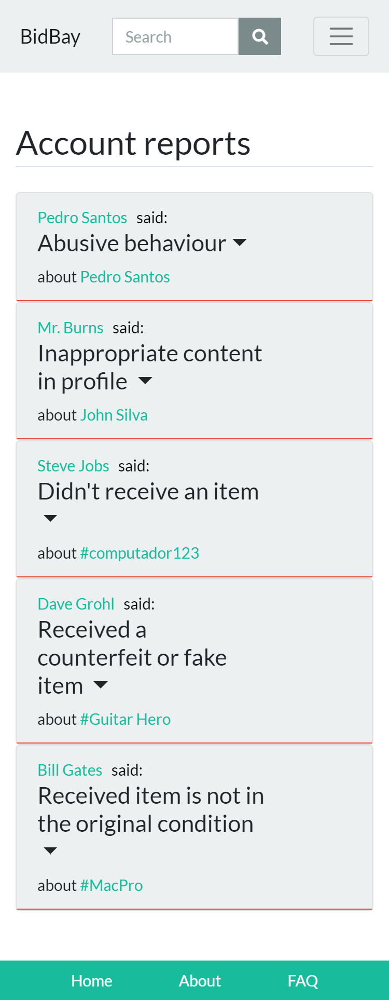 BidBay
Search
Account reports
Pedro Santos said:
Abusive behaviour
about Pedro Santos
Mr. Burns said:
Inappropriate content
in profile
about John Silva
Steve Jobs said:
Didn't receive an item
about #computador123
Dave Grohl said:
Received a
counterfeit or fake
item
about #Guitar Hero
Bill Gates said:
Received item is not in
the original condition
about #MacPro
Home About FAQ